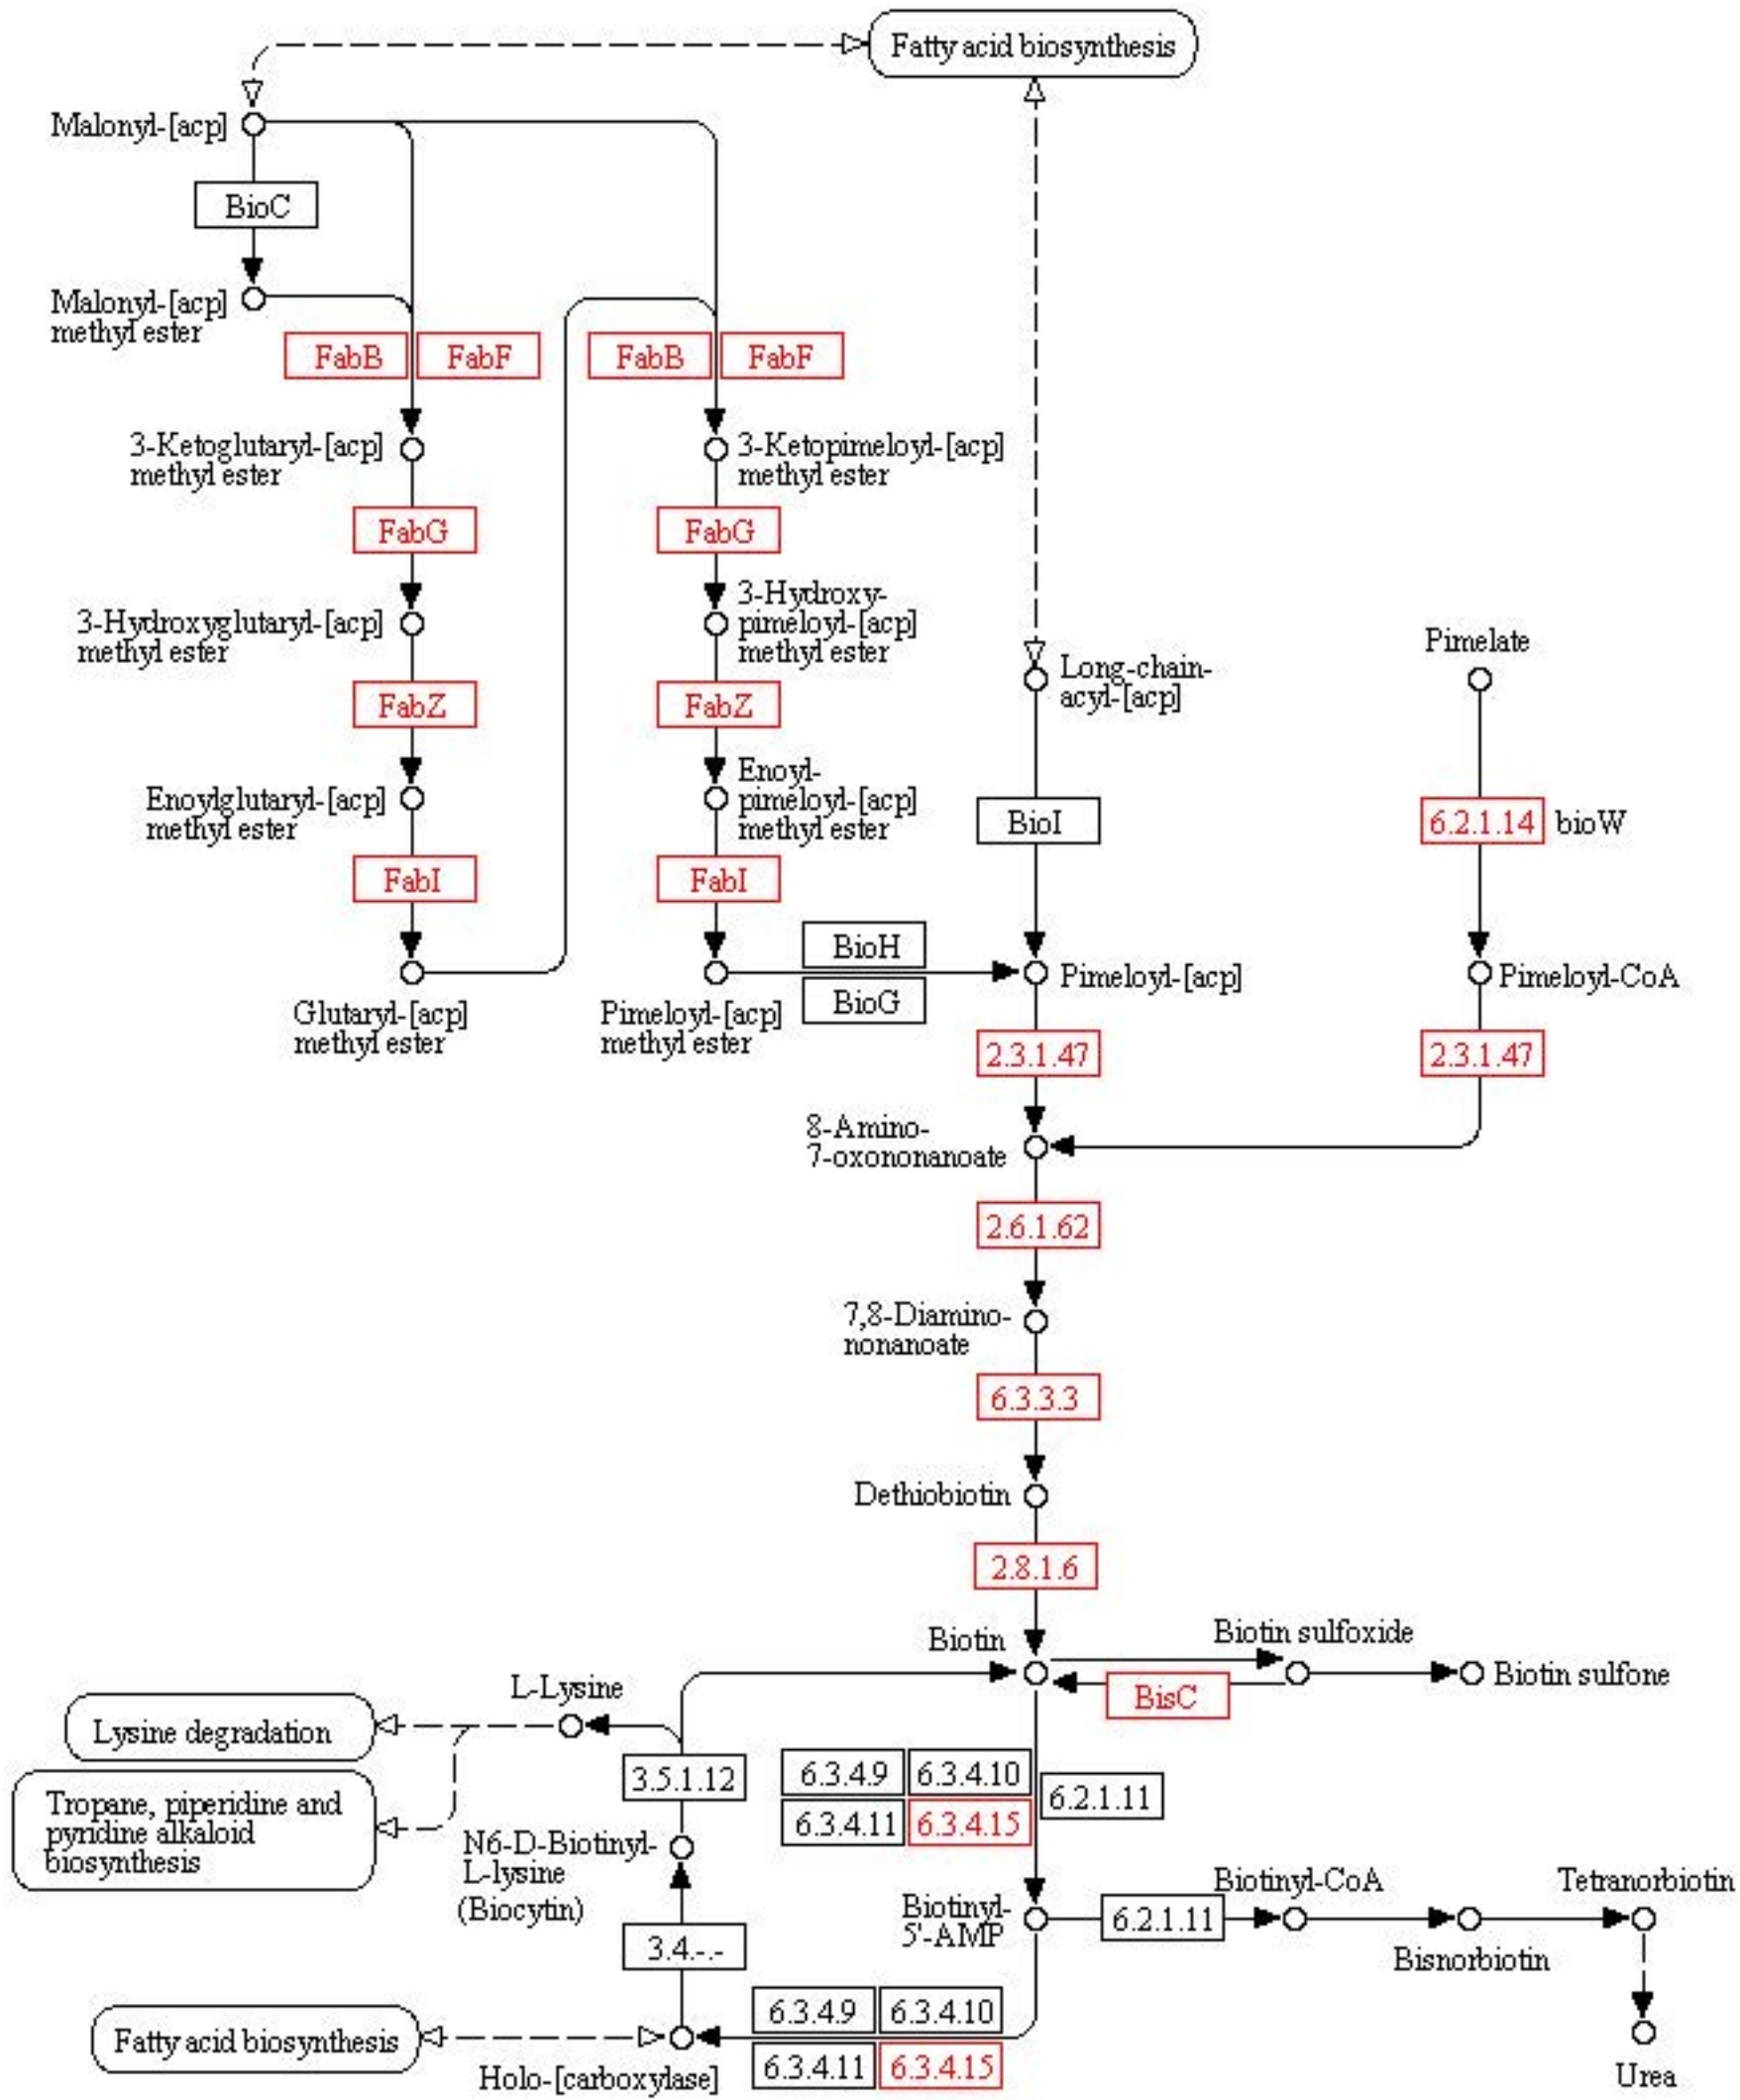 Fatty acid biosynthesis
Malonyl-[acp]
BioC
Malonyl-[acp]
methyl ester
FabB
FabF
FabB
FabF
3-Ketoglutaryl-[acp]
methyl ester
3-Ketopimeloyl-[acp]
methyl ester
FabG
FabG
3-Hydroxyglutaryl-[acp]
methyl ester
3-Hydroxy-
pimeloyl-[acp]
methyl ester
Long-chain-
acyl-[acp]
Pimelate
FabZ
FabZ
Enoylglutaryl-[acp]
methyl ester
Enoyl-
pimeloyl-[acp]
methyl ester
BioI
6.2.1.14
bioW
FabI
FabI
BioH
BioG
Pimeloyl-[acp]
Pimeloyl-CoA
Glutaryl-[acp]
methyl ester
Pimeloyl-[acp]
methyl ester
2.3.1.47
2.3.1.47
8-Amino-
7-oxononanoate
2.6.1.62
7,8-Diamino-
nonanoate
6.3.3.3
Dethiobiotin
2.8.1.6
Biotin
Biotin sulfoxide
Biotin sulfone
BisC
L-Lysine
Lysine degradation
3.5.1.12
6.3.4.9
6.3.4.10
6.2.1.11
6.3.4.11
6.3.4.15
Tropane, piperidine and
pyridine alkaloid
biosynthesis
N6-D-Biotinyl-
L-lysine
(Biocytin)
Biotinyl-
5'-AMP
6.2.1.11
Biotinyl-CoA
Tetranorbiotin
Bisnorbiotin
3.4.-.-
6.3.4.9
6.3.4.10
Fatty acid biosynthesis
6.3.4.11
6.3.4.15
Holo-[carboxylase]
Urea